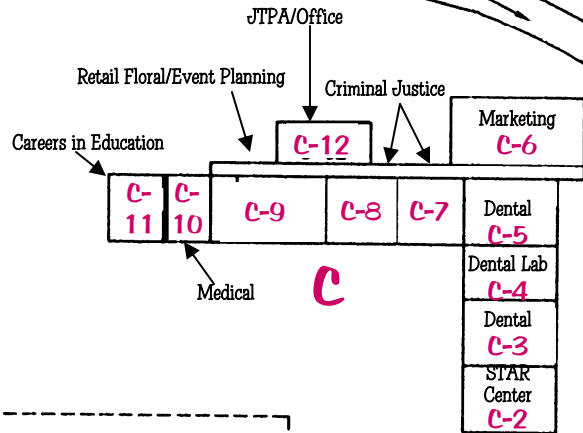 JTPA/Office
Retail Floral/Event Planning
Criminal Justice
Marketing
C-6
C-12
Careers in Education
C-
11
C-
10
C-9
C-8
C-7
Dental
C-5
Dental Lab
C-4
Medical
C
Dental
C-3
STAR
Center
C-2